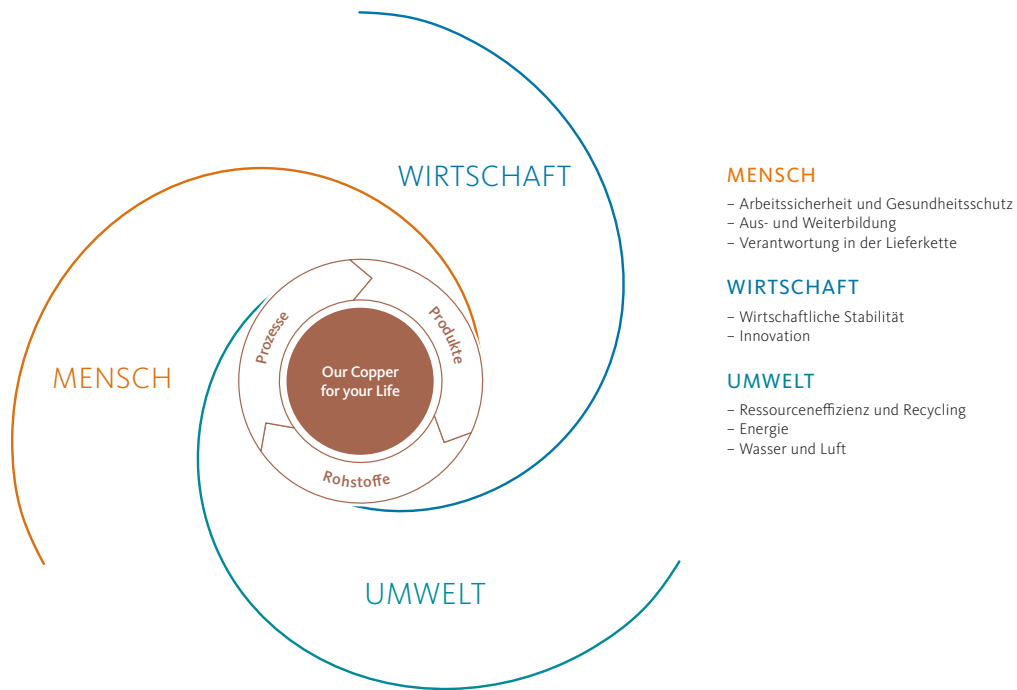 WIRTSCHAFT
MENSCH
UMWELT
Prozesse
Produkte
Rohstoffe
Our Copper
for your Life
MENSCH
– Arbeitssicherheit und Gesundheitsschutz
– Aus- und Weiterbildung
– Verantwortung in der Lieferkette
WIRTSCHAFT
– Wirtschaftliche Stabilität
– Innovation
UMWELT
– Ressourceneffizienz und Recycling
– Energie
– Wasser und Luft